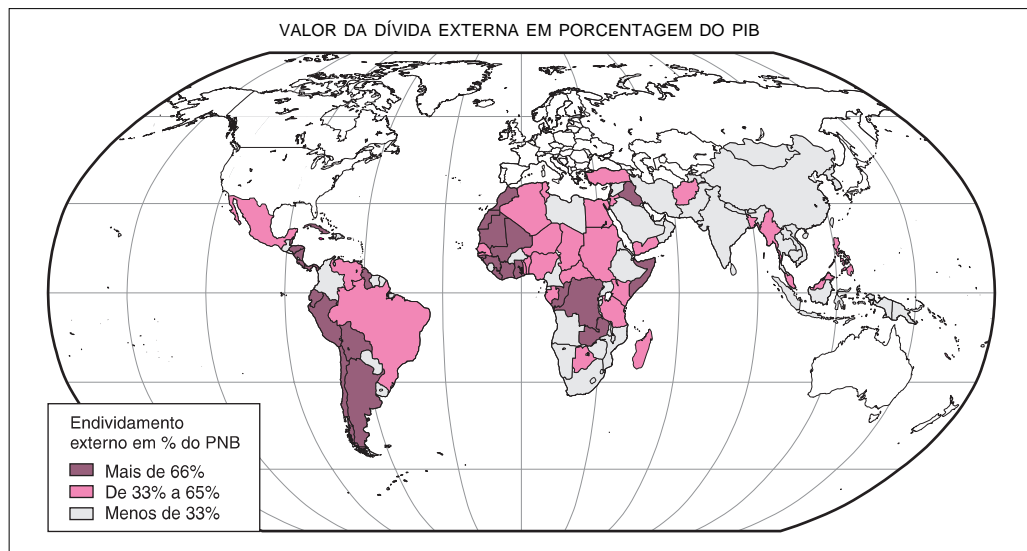 VALOR DA DÍVIDA EXTERNA EM PORCENTAGEM DO PIB
Endividamento
externo em % do PNB
Mais de 66%
De 33% a 65%
Menos de 33%